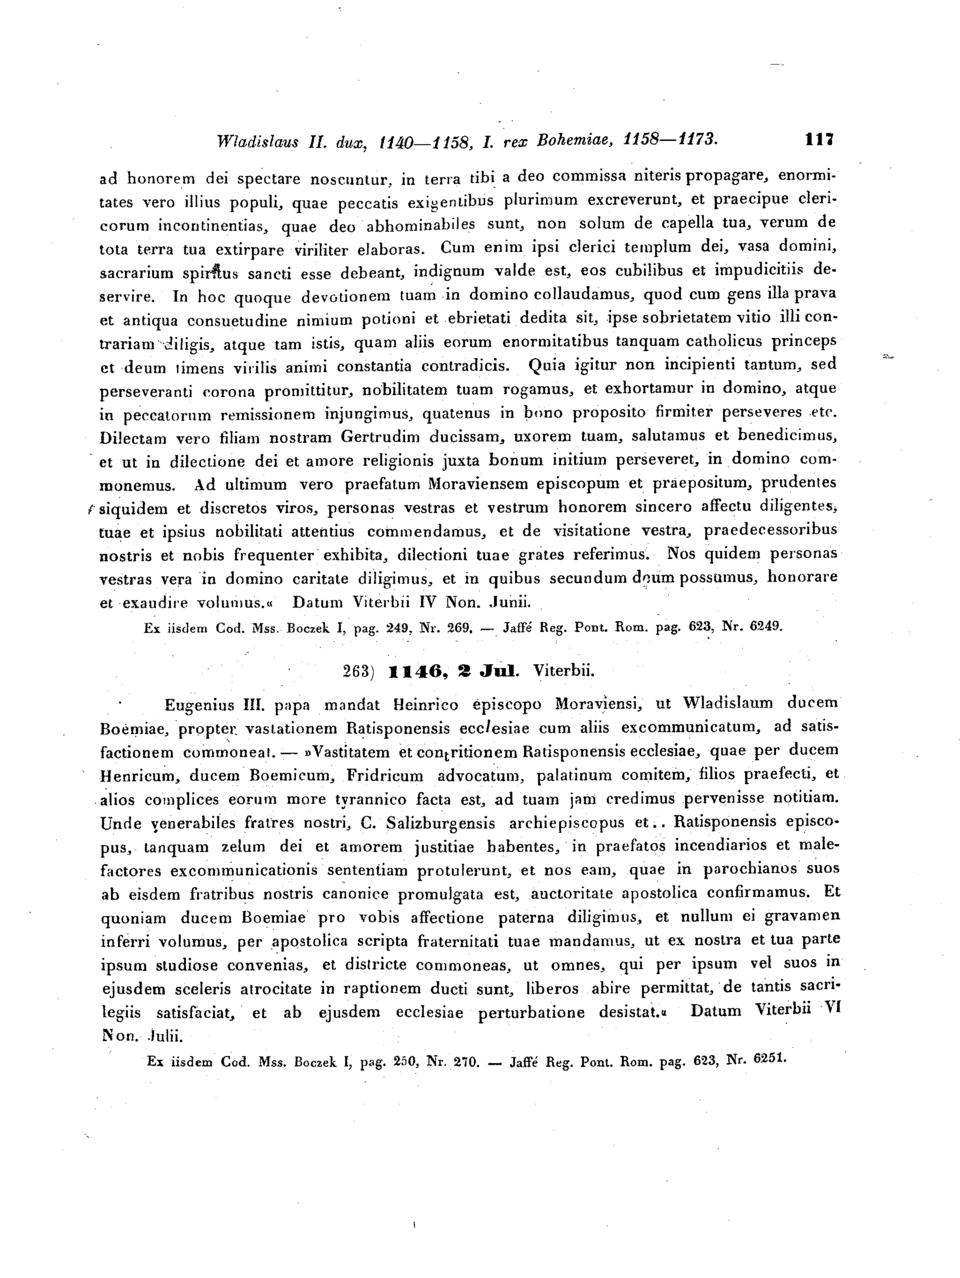 Wladislaus II. dux, 1140—1158, I. rex Bohemiae, 1158—1173. 117
ad honorem dei spectare noscuntur, in terra tibi a deo commissa niteris propagare, enormi-
tates vero illius populi, quae peccatis exigentibus plurimum excreverunt, et praecipue cleri-
corum incontinentias, quae deo abhominabiles sunt, non solum de capella tua, verum de
tota terra tua extirpare viriliter elaboras. Cum enim ipsi clerici templum dei, vasa domini,
sacrarium spiritus sancti esse debeant, indignum valde est, eos cubilibus et impudicitiis de-
servire. In hoc quoque devotionem tuam in domino collaudamus, quod cum gens illa prava
et antiqua consuetudine nimium potioni et ebrietati dedita sit, ipse sobrietatem vitio illi con-
trariam diligis, atque tam istis, quam aliis eorum enormitatibus tanquam catholicus princeps
et deum timens virilis animi constantia contradicis. Quia igitur non incipienti tantum, sed
perseveranti corona promittitur, nobilitatem tuam rogamus, et exhortamur in domino, atque
in peccatorum remissionem injungimus, quatenus in bono proposito firmiter perseveres etc.
Dilectam vero filiam nostram Gertrudim ducissam, uxorem tuam, salutamus et benedicimus,
et ut in dilectione dei et amore religionis juxta bonum initium perseveret, in domino com-
monemus. Ad ultimum vero praefatum Moraviensem episcopum et praepositum, prudentes
siquidem et discretos viros, personas vestras et vestrum honorem sincero affectu diligentes,
tuae et ipsius nobilitati attentius commendamus, et de visitatione vestra, praedecessoribus
nostris et nobis frequenter exhibita, dilectioni tuae grates referimus. Nos quidem personas
vestras vera in domino caritate diligimus, et in quibus secundum deum possumus, honorare
et exaudire volumus.« Datum Viterbii IV Non. Junii.
Ex iisdem Cod. Mss. Boczek I, pag. 249, Nr. 269. — Jaffé Reg. Pont. Rom. pag. 623, Nr. 6249.
263) 1146, 2 Jul. Viterbii.
Eugenius III. papa mandat Heinrico episcopo Moraviensi, ut Wladislaum ducem
Boemiae, propter vastationem Ratisponensis ecclesiae cum aliis excommunicatum, ad satis-
factionem commoneat. — »Vastitatem et contritionem Ratisponensis ecclesiae, quae per ducem
Henricum, ducem Boemicum, Fridricum advocatum, palatinum comitem, filios praefecti, et
alios complices eorum more tyrannico facta est, ad tuam jam credimus pervenisse notitiam.
Unde venerabiles fratres nostri, C. Salizburgensis archiepiscopus et . . Ratisponensis episco-
pus, tanquam zelum dei et amorem justitiae habentes, in praefatos incendiarios et male-
factores excommunicationis sententiam protulerunt, et nos eam, quae in parochianos suos
ab eisdem fratribus nostris canonice promulgata est, auctoritate apostolica confirmamus. Et
quoniam ducem Boemiae pro vobis affectione paterna diligimus, et nullum ei gravamen
inferri volumus, per apostolica scripta fraternitati tuae mandamus, ut ex nostra et tua parte
ipsum studiose convenias, et districte commoneas, ut omnes, qui per ipsum vel suos in
ejusdem sceleris atrocitate in raptionem ducti sunt, liberos abire permittat, de tantis sacri-
legiis satisfaciat, et ab ejusdem ecclesiae perturbatione desistat.« Datum Viterbii VI
Non. Julii.
Ex iisdem Cod. Mss. Boczek I, pag. 250, Nr. 270. — Jaffé Reg. Pont. Rom. pag. 623, Nr. 6251.